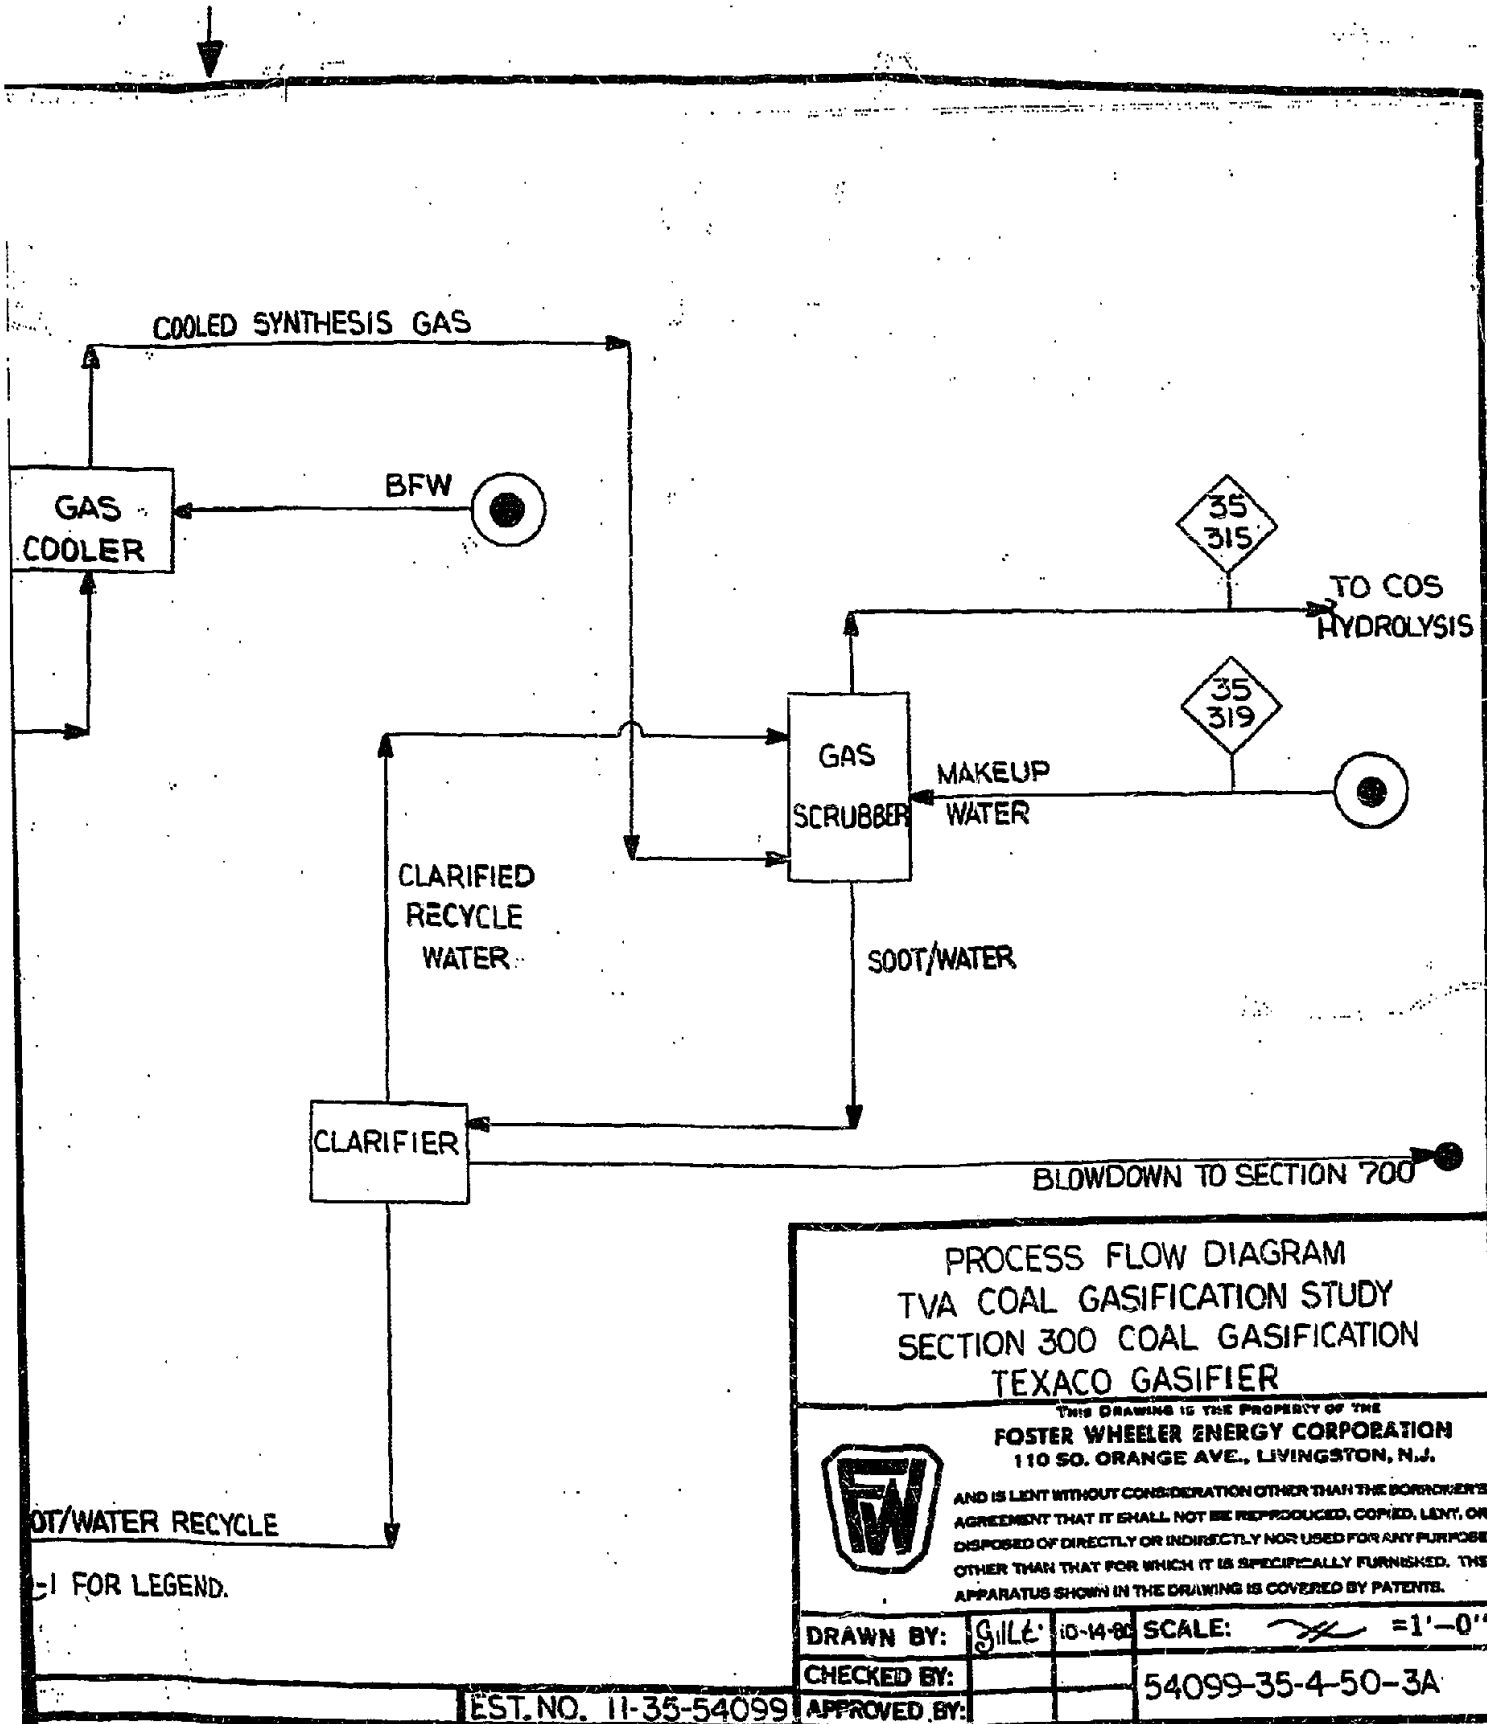 COOLED SYNTHESIS GAS
BFW
GAS
COOLER
35
315
TO COS
HYDROLYSIS
35
319
GAS
SCRUBBER
MAKEUP
WATER
CLARIFIED
RECYCLE
WATER
SOOT/WATER
CLARIFIER
BLOWDOWN TO SECTION 700
PROCESS FLOW DIAGRAM
TVA COAL GASIFICATION STUDY
SECTION 300 COAL GASIFICATION
TEXACO GASIFIER
THIS DRAWING IS THE PROPERTY OF THE
FOSTER WHEELER ENERGY CORPORATION
110 SO. ORANGE AVE., LIVINGSTON, N.J.
AND IS LENT WITHOUT CONSIDERATION OTHER THAN THE BORROWER'S
AGREEMENT THAT IT SHALL NOT BE REPRODUCED, COPIED, LENT, OR
DISPOSED OF DIRECTLY OR INDIRECTLY NOR USED FOR ANY PURPOSE
OTHER THAN THAT FOR WHICH IT IS SPECIFICALLY FURNISHED. THE
APPARATUS SHOWN IN THE DRAWING IS COVERED BY PATENTS.
FW
OT/WATER RECYCLE
-1 FOR LEGEND.
DRAWN BY: 10-14-80 SCALE: =1'-0"
CHECKED BY:
54099-35-4-50-3A
EST. NO. 11-35-54099 APPROVED BY: